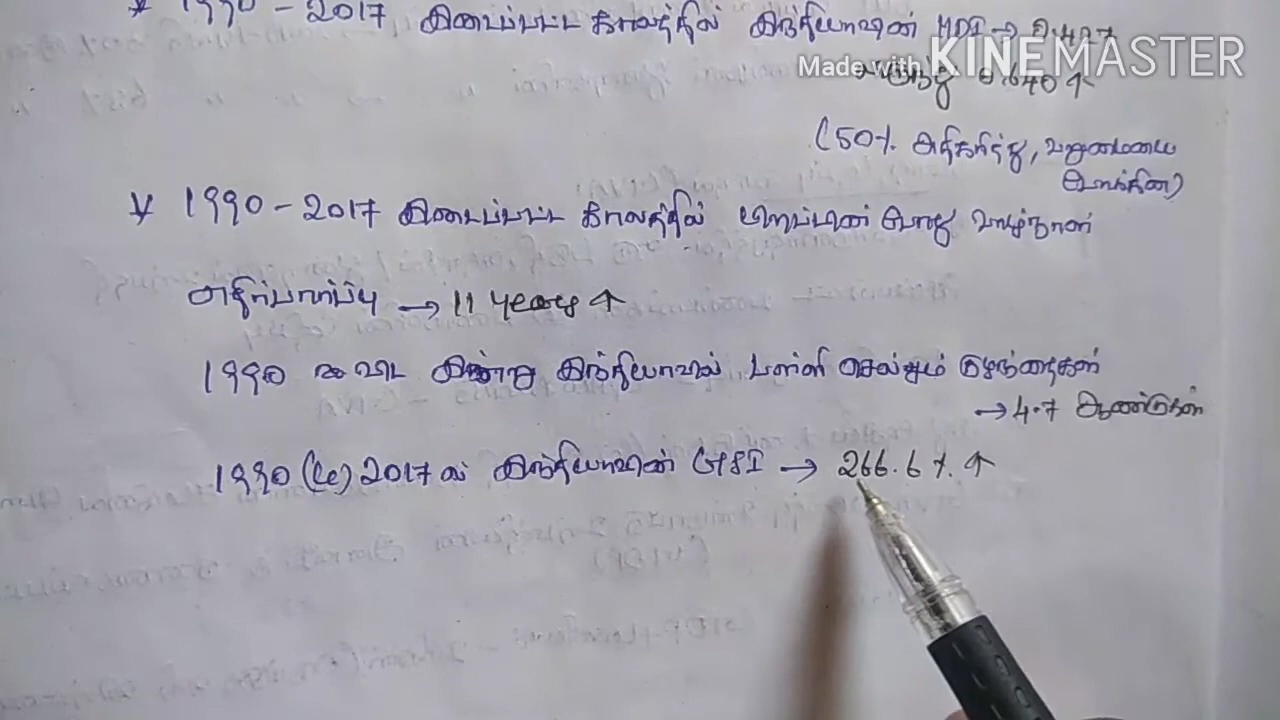 * 1990 - 2017 இடைப்பட்ட காலத்தில் இந்தியாவின் HDI → 0.427
Made with KINEMASTER
லிருந்து 0.640 ↑
(50% அதிகரித்து, வறுமையை
போக்கின)
* 1990 - 2017 இடைப்பட்ட காலத்தில் பிறப்பின் போது வாழ்நாள்
எதிர்பார்ப்பு → 11 years ↑
1990 ஐ விட இன்று இந்தியாவில் பள்ளி செல்லும் குழந்தைகள்
→ 4.7 ஆண்டுகள்
1990 (to) 2017 ல் இந்தியாவின் → 266.6 % ↑